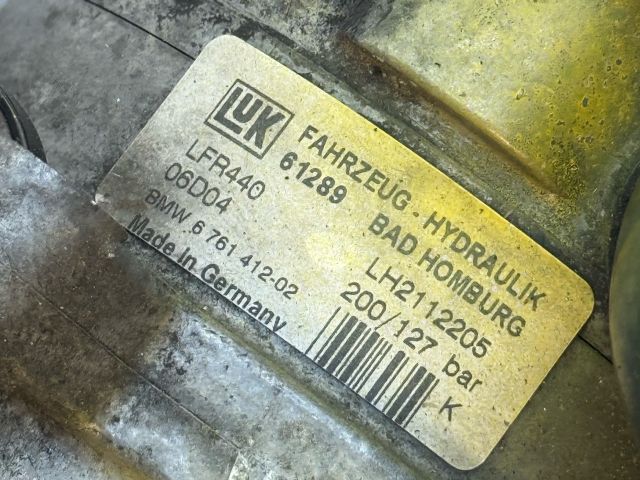 LUK
FAHRZEUG - HYDRAULIK
61289 BAD HOMBURG
LFR440 LH2112205
06D04 200/127 bar
BMW 6 761 412-02
Made In Germany
K